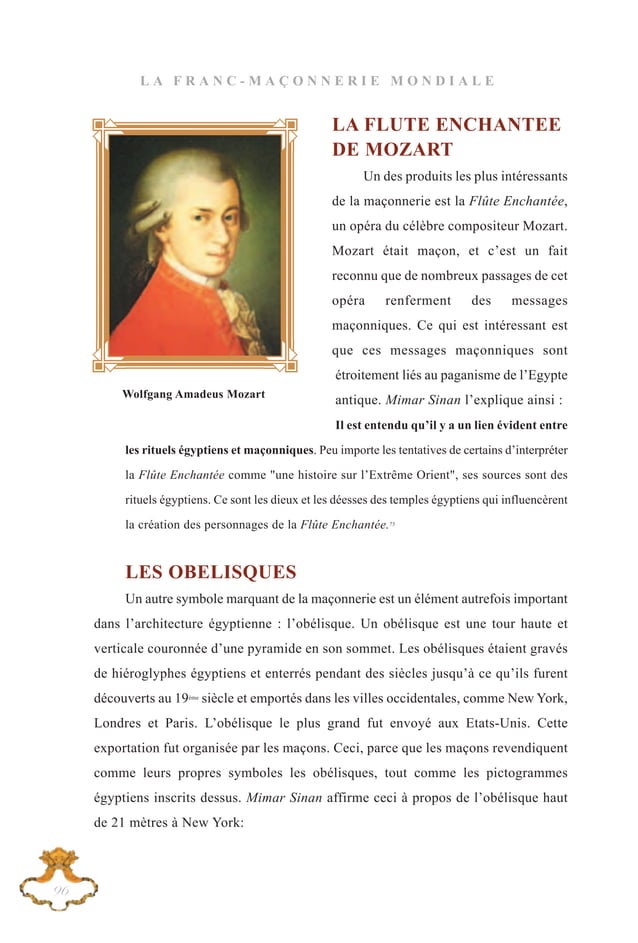 LA FRANC-MAÇONNERIE MONDIALE
LA FLUTE ENCHANTEE
DE MOZART
Un des produits les plus intéressants
de la maçonnerie est la Flûte Enchantée,
un opéra du célèbre compositeur Mozart.
Mozart était maçon, et c’est un fait
reconnu que de nombreux passages de cet
opéra renferment des messages
maçonniques. Ce qui est intéressant est
que ces messages maçonniques sont
étroitement liés au paganisme de l’Egypte
antique. Mimar Sinan l’explique ainsi :
Wolfgang Amadeus Mozart
Il est entendu qu’il y a un lien évident entre
les rituels égyptiens et maçonniques. Peu importe les tentatives de certains d’interpréter
la Flûte Enchantée comme "une histoire sur l’Extrême Orient", ses sources sont des
rituels égyptiens. Ce sont les dieux et les déesses des temples égyptiens qui influencèrent
la création des personnages de la Flûte Enchantée.73
LES OBELISQUES
Un autre symbole marquant de la maçonnerie est un élément autrefois important
dans l’architecture égyptienne : l’obélisque. Un obélisque est une tour haute et
verticale couronnée d’une pyramide en son sommet. Les obélisques étaient gravés
de hiéroglyphes égyptiens et enterrés pendant des siècles jusqu’à ce qu’ils furent
découverts au 19ème siècle et emportés dans les villes occidentales, comme New York,
Londres et Paris. L’obélisque le plus grand fut envoyé aux Etats-Unis. Cette
exportation fut organisée par les maçons. Ceci, parce que les maçons revendiquent
comme leurs propres symboles les obélisques, tout comme les pictogrammes
égyptiens inscrits dessus. Mimar Sinan affirme ceci à propos de l’obélisque haut
de 21 mètres à New York:
96